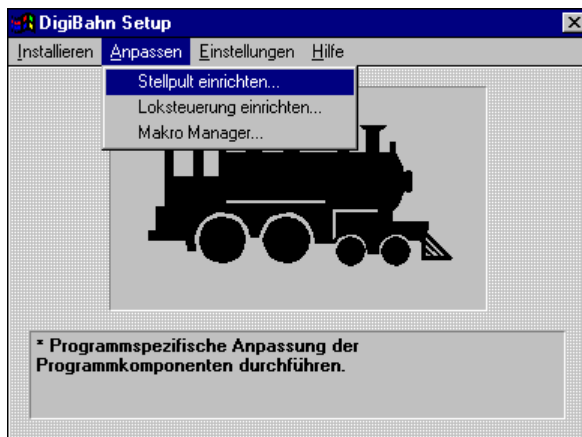 DigiBahn Setup
Installieren Anpassen Einstellungen Hilfe
Stellpult einrichten...
Loksteuerung einrichten...
Makro Manager...
* Programmspezifische Anpassung der
Programmkomponenten durchführen.